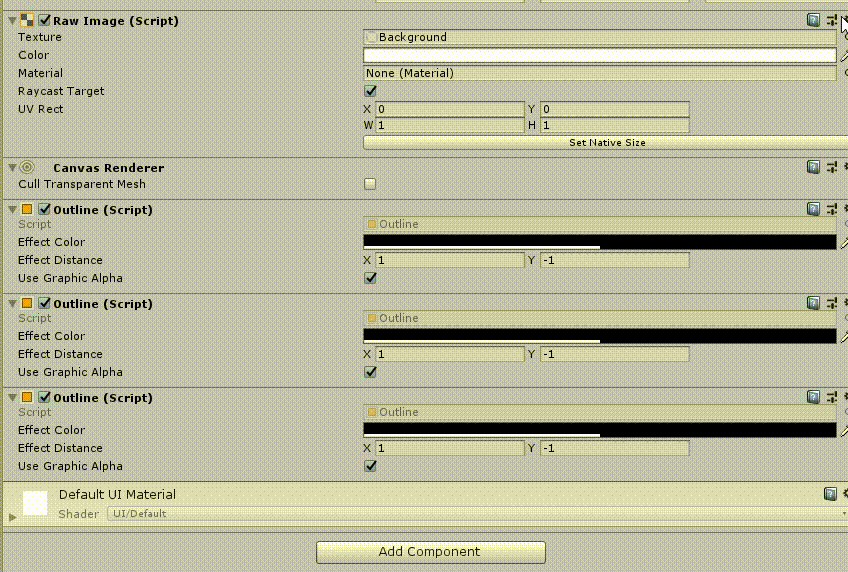 Raw Image (Script)
Texture Background
Color
Material None (Material)
Raycast Target
UV Rect X 0 Y 0
W 1 H 1
Set Native Size
Canvas Renderer
Cull Transparent Mesh
Outline (Script)
Script Outline
Effect Color
Effect Distance X 1 Y -1
Use Graphic Alpha
Outline (Script)
Script Outline
Effect Color
Effect Distance X 1 Y -1
Use Graphic Alpha
Outline (Script)
Script Outline
Effect Color
Effect Distance X 1 Y -1
Use Graphic Alpha
Default UI Material
Shader UI/Default
Add Component